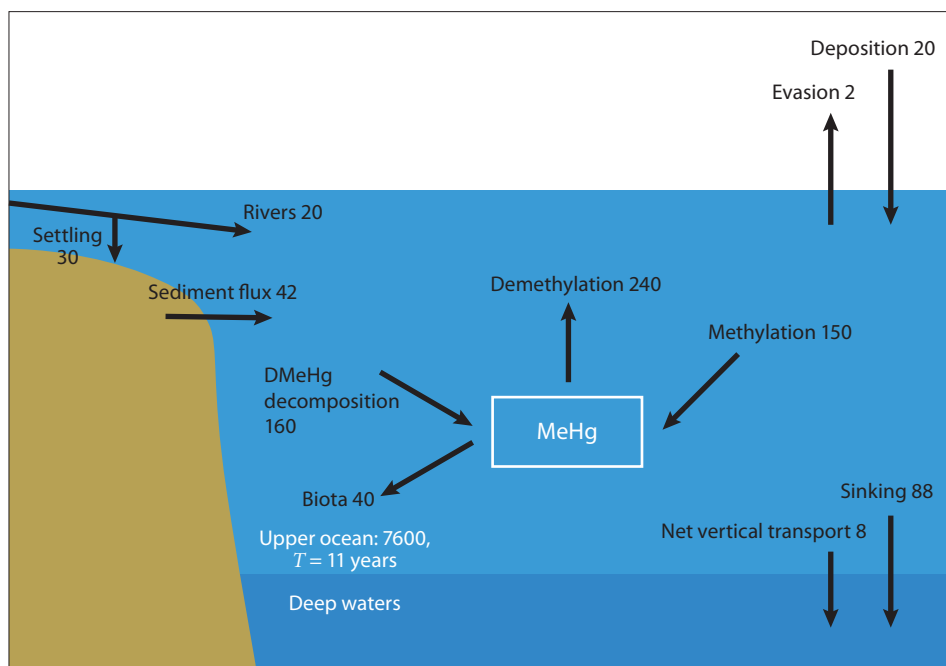 Deposition 20
Evasion 2
Rivers 20
Settling
30
Sediment flux 42
Demethylation 240
Methylation 150
DMeHg
decomposition
160
MeHg
Biota 40
Sinking 88
Upper ocean: 7600,
T = 11 years
Net vertical transport 8
Deep waters